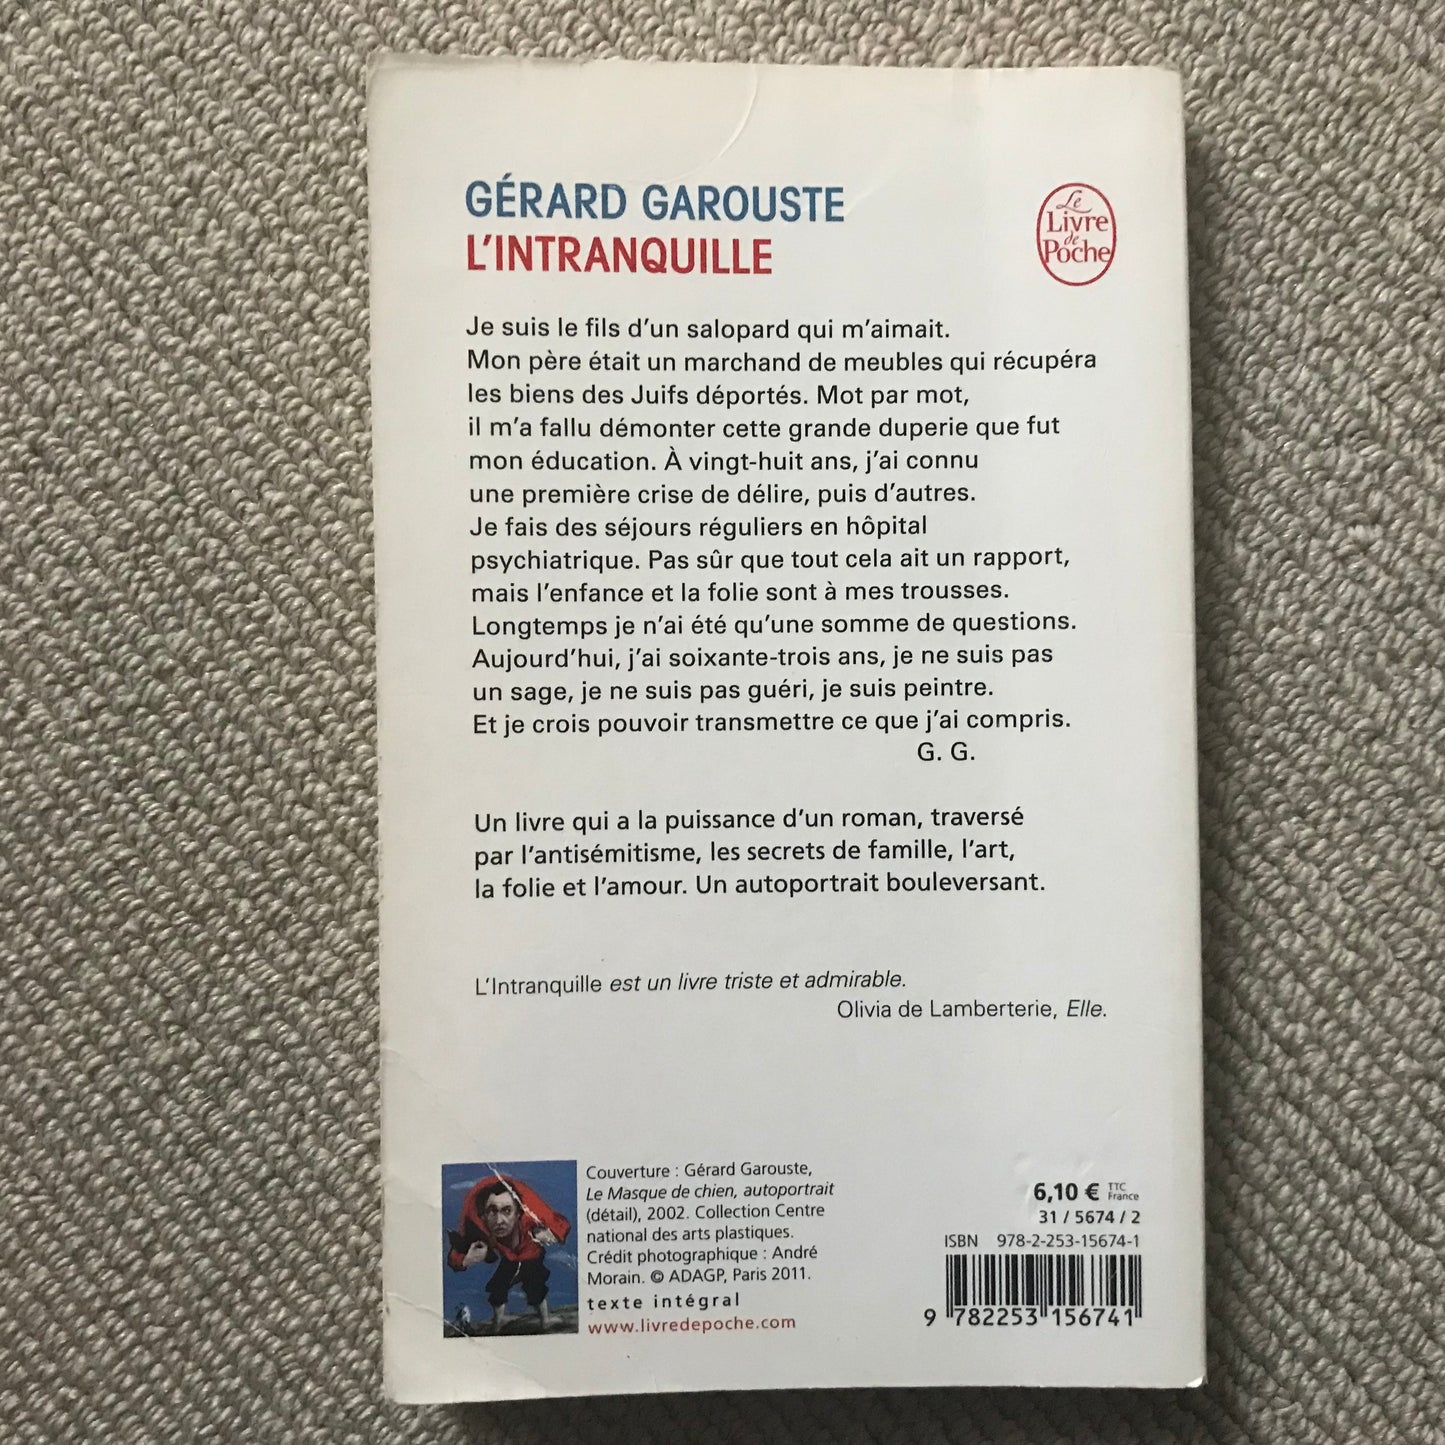 GÉRARD GAROUSTE
L'INTRANQUILLE
Le
Livre
de
Poche
Je suis le fils d'un salopard qui m'aimait.
Mon père était un marchand de meubles qui récupéra
les biens des Juifs déportés. Mot par mot,
il m'a fallu démonter cette grande duperie que fut
mon éducation. À vingt-huit ans, j'ai connu
une première crise de délire, puis d'autres.
Je fais des séjours réguliers en hôpital
psychiatrique. Pas sûr que tout cela ait un rapport,
mais l'enfance et la folie sont à mes trousses.
Longtemps je n'ai été qu'une somme de questions.
Aujourd'hui, j'ai soixante-trois ans, je ne suis pas
un sage, je ne suis pas guéri, je suis peintre.
Et je crois pouvoir transmettre ce que j'ai compris.
G. G.
Un livre qui a la puissance d'un roman, traversé
par l'antisémitisme, les secrets de famille, l'art,
la folie et l'amour. Un autoportrait bouleversant.
L'Intranquille est un livre triste et admirable.
Olivia de Lamberterie, Elle.
Couverture : Gérard Garouste,
Le Masque de chien, autoportrait
(détail), 2002. Collection Centre
national des arts plastiques.
Crédit photographique : André
Morain. © ADAGP, Paris 2011.
texte intégral
www.livredepoche.com
6,10 € TTC France
31 / 5674 / 2
ISBN 978-2-253-15674-1
9 782253 156741